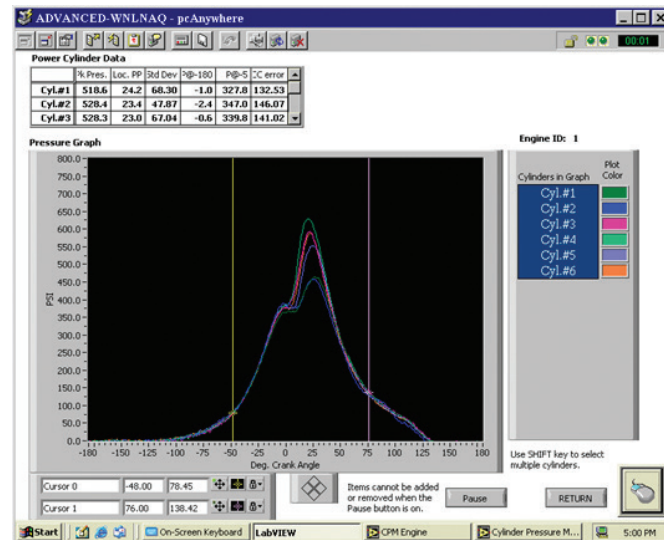 ADVANCED-WNLNAQ - pcAnywhere
00:01
Power Cylinder Data
Pk Pres. Loc. PP Std Dev P@-180 P@-5 CC error
Cyl.#1 518.6 24.2 68.30 -1.0 327.8 132.53
Cyl.#2 528.4 23.4 47.87 -2.4 347.0 146.07
Cyl.#3 528.3 23.0 67.04 -0.6 339.8 141.02
Engine ID: 1
Pressure Graph
800.0
750.0
700.0
650.0
600.0
550.0
500.0
450.0
400.0
350.0
300.0
250.0
200.0
150.0
100.0
50.0
0.0
PSI
-180 -150 -125 -100 -75 -50 -25 0 25 50 75 100 125 150 180
Deg. Crank Angle
Cylinders in Graph
Plot Color
Cyl.#1
Cyl.#2
Cyl.#3
Cyl.#4
Cyl.#5
Cyl.#6
Use SHIFT key to select
multiple cylinders.
Cursor 0 -48.00 78.45
Cursor 1 76.00 138.42
Items cannot be added
or removed when the
Pause button is on.
Pause
RETURN
Start
On-Screen Keyboard
LabVIEW
CPM Engine
Cylinder Pressure M...
5:00 PM